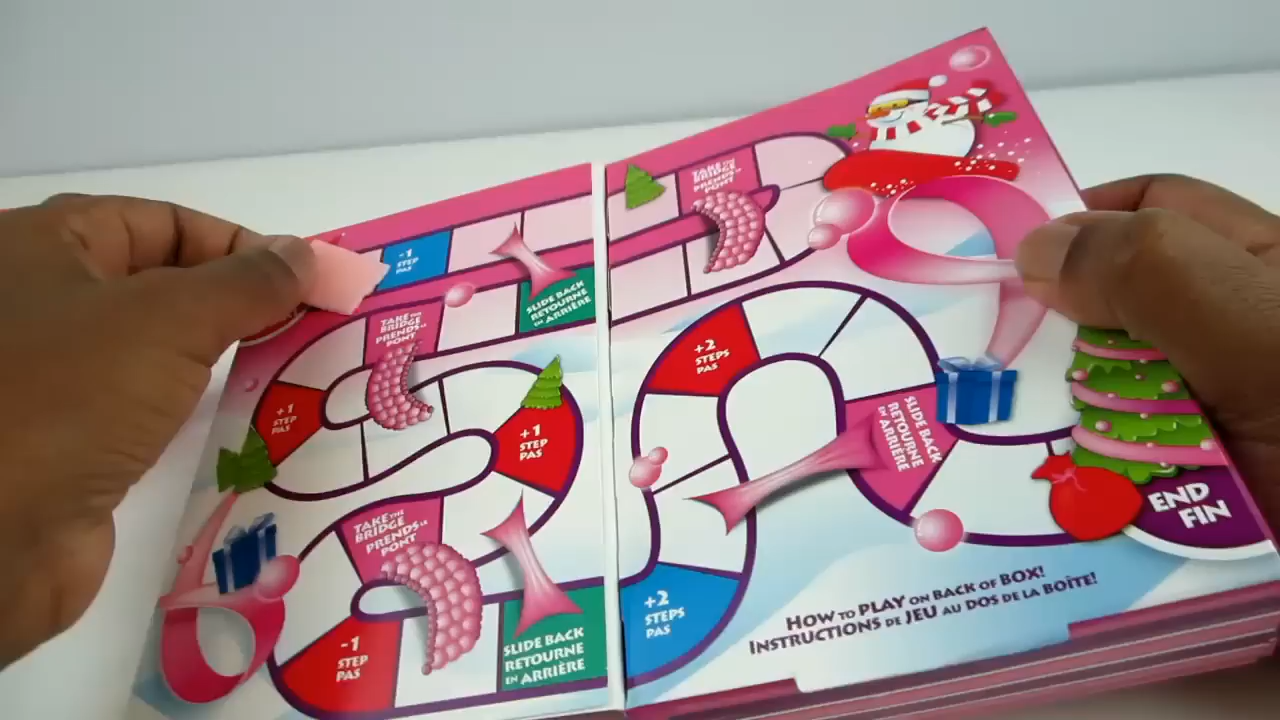 TAKE THE
BRIDGE
PRENDS LE
PONT
-1
STEP
PAS
SLIDE BACK
RETOURNE
EN ARRIÈRE
TAKE THE
BRIDGE
PRENDS LE
PONT
+2
STEPS
PAS
+1
STEP
PAS
+1
STEP
PAS
SLIDE BACK
RETOURNE
EN ARRIÈRE
TAKE THE
BRIDGE
PRENDS LE
PONT
END
FIN
+2
STEPS
PAS
-1
STEP
PAS
SLIDE BACK
RETOURNE
EN ARRIÈRE
HOW TO PLAY ON BACK OF BOX!
INSTRUCTIONS DE JEU AU DOS DE LA BOÎTE!